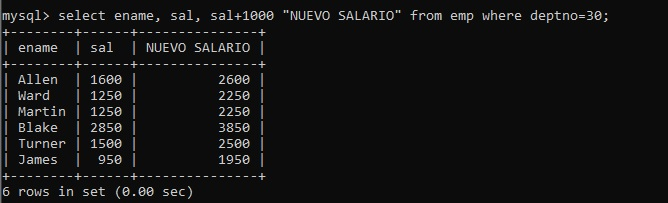 mysql> select ename, sal, sal+1000 "NUEVO SALARIO" from emp where deptno=30;
+--------+------+---------------+
| ename  | sal  | NUEVO SALARIO |
+--------+------+---------------+
| Allen  | 1600 |          2600 |
| Ward   | 1250 |          2250 |
| Martin | 1250 |          2250 |
| Blake  | 2850 |          3850 |
| Turner | 1500 |          2500 |
| James  |  950 |          1950 |
+--------+------+---------------+
6 rows in set (0.00 sec)